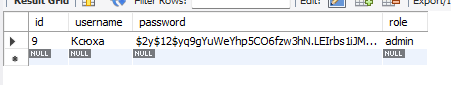 Result Grid Filter Rows: Edit: Export/I
id username password role
9 Ксюха $2y$12$yq9gYuWeYhp5CO6fzw3hN.LEIrbs1iJM... admin
NULL NULL NULL NULL